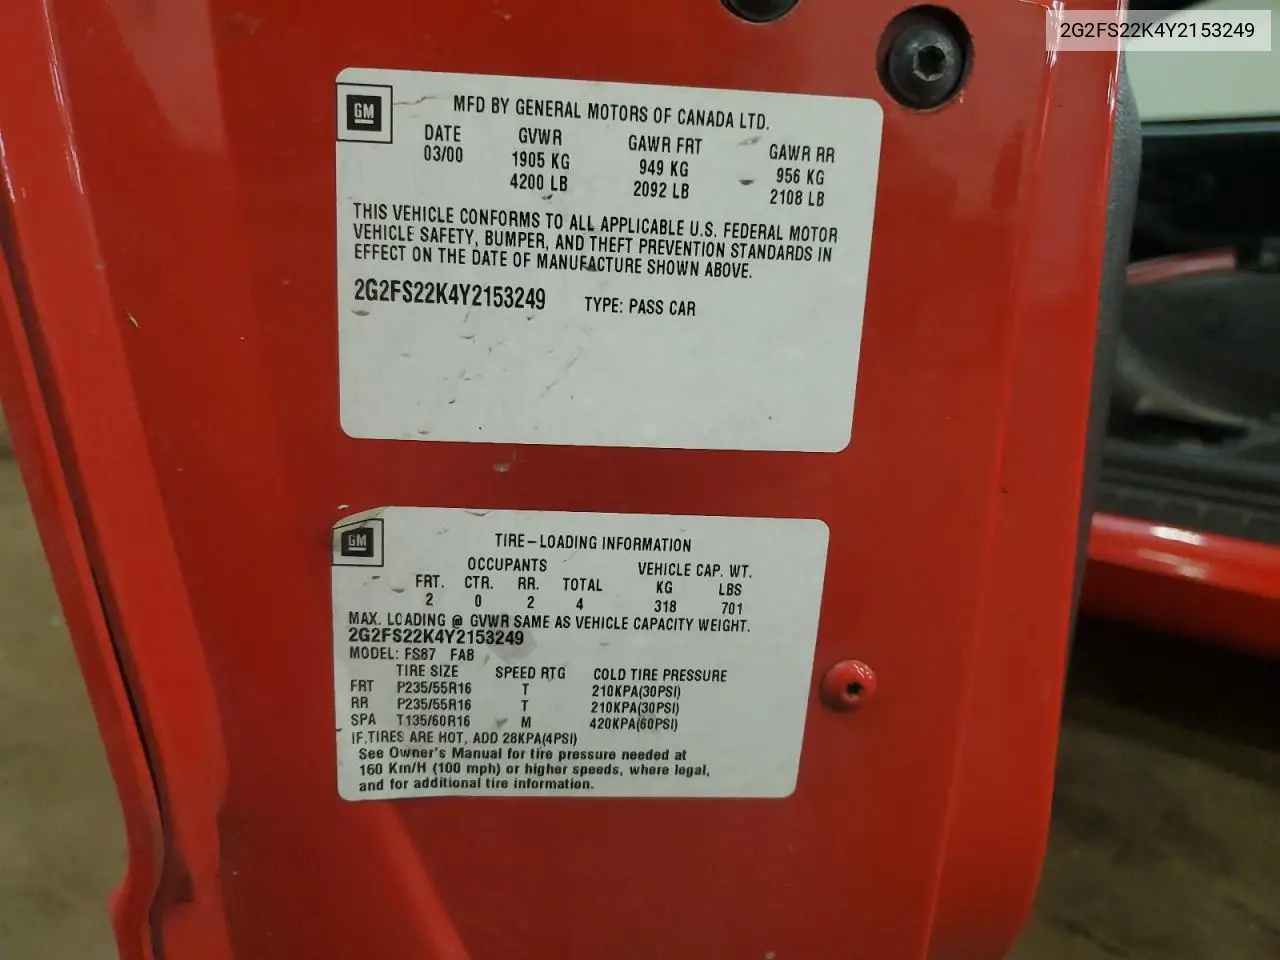 2G2FS22K4Y2153249
GM
MFD BY GENERAL MOTORS OF CANADA LTD.
DATE GVWR GAWR FRT GAWR RR
03/00 1905 KG 949 KG 956 KG
4200 LB 2092 LB 2108 LB
THIS VEHICLE CONFORMS TO ALL APPLICABLE U.S. FEDERAL MOTOR
VEHICLE SAFETY, BUMPER, AND THEFT PREVENTION STANDARDS IN
EFFECT ON THE DATE OF MANUFACTURE SHOWN ABOVE.
2G2FS22K4Y2153249 TYPE: PASS CAR
GM
TIRE-LOADING INFORMATION
OCCUPANTS VEHICLE CAP. WT.
FRT. CTR. RR. TOTAL KG LBS
2 0 2 4 318 701
MAX. LOADING @ GVWR SAME AS VEHICLE CAPACITY WEIGHT.
2G2FS22K4Y2153249
MODEL: FS87 FAB
TIRE SIZE SPEED RTG COLD TIRE PRESSURE
FRT P235/55R16 T 210KPA(30PSI)
RR P235/55R16 T 210KPA(30PSI)
SPA T135/60R16 M 420KPA(60PSI)
IF TIRES ARE HOT, ADD 28KPA(4PSI)
See Owner's Manual for tire pressure needed at
160 Km/H (100 mph) or higher speeds, where legal,
and for additional tire information.